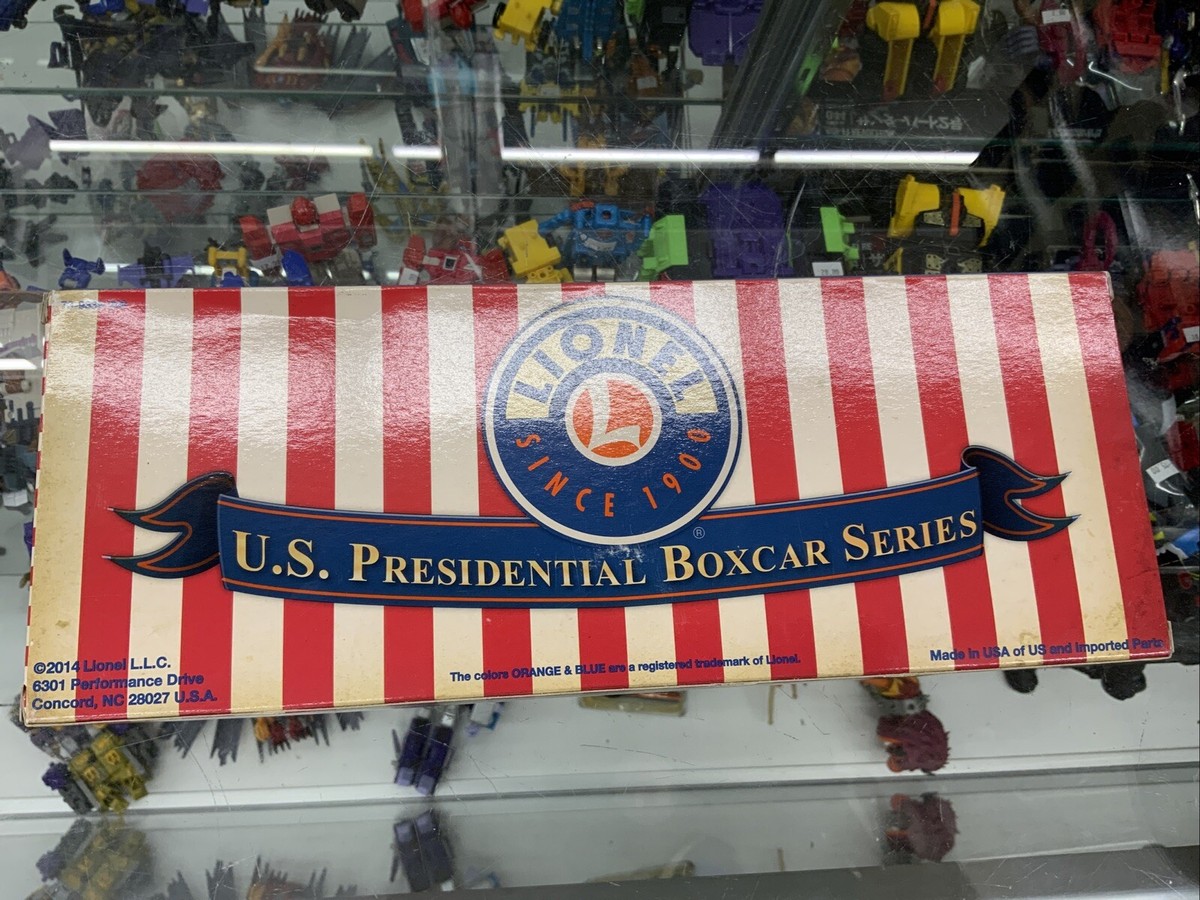 LIONEL
SINCE 1900
®
U.S. PRESIDENTIAL BOXCAR SERIES
©2014 Lionel L.L.C.
6301 Performance Drive
Concord, NC 28027 U.S.A.
The colors ORANGE & BLUE are a registered trademark of Lionel.
Made in USA of US and Imported Parts